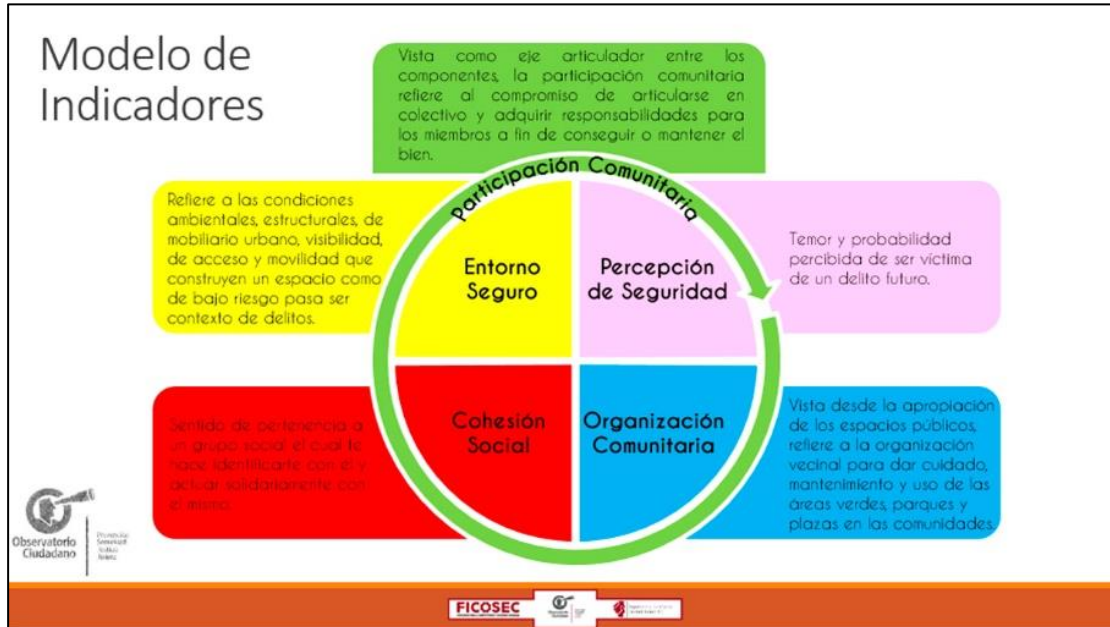 Modelo de
Indicadores
Vista como eje articulador entre los
componentes, la participación comunitaria
refiere al compromiso de articularse en
colectivo y adquirir responsabilidades para
los miembros a fin de conseguir o mantener el
bien.
Participación Comunitaria
Refiere a las condiciones
ambientales, estructurales, de
mobiliario urbano, visibilidad,
de acceso y movilidad que
construyen un espacio como
de bajo riesgo pasa ser
contexto de delitos.
Entorno
Seguro
Percepción
de Seguridad
Temor y probabilidad
percibida de ser víctima
de un delito futuro.
Sentido de pertenencia a
un grupo social el cual te
hace identificarte con él y
actuar solidariamente con
el mismo.
Cohesión
Social
Organización
Comunitaria
Vista desde la apropiación
de los espacios públicos,
refiere a la organización
vecinal para dar cuidado,
mantenimiento y uso de las
áreas verdes, parques y
plazas en las comunidades.
Observatorio
Ciudadano
FICOSEC